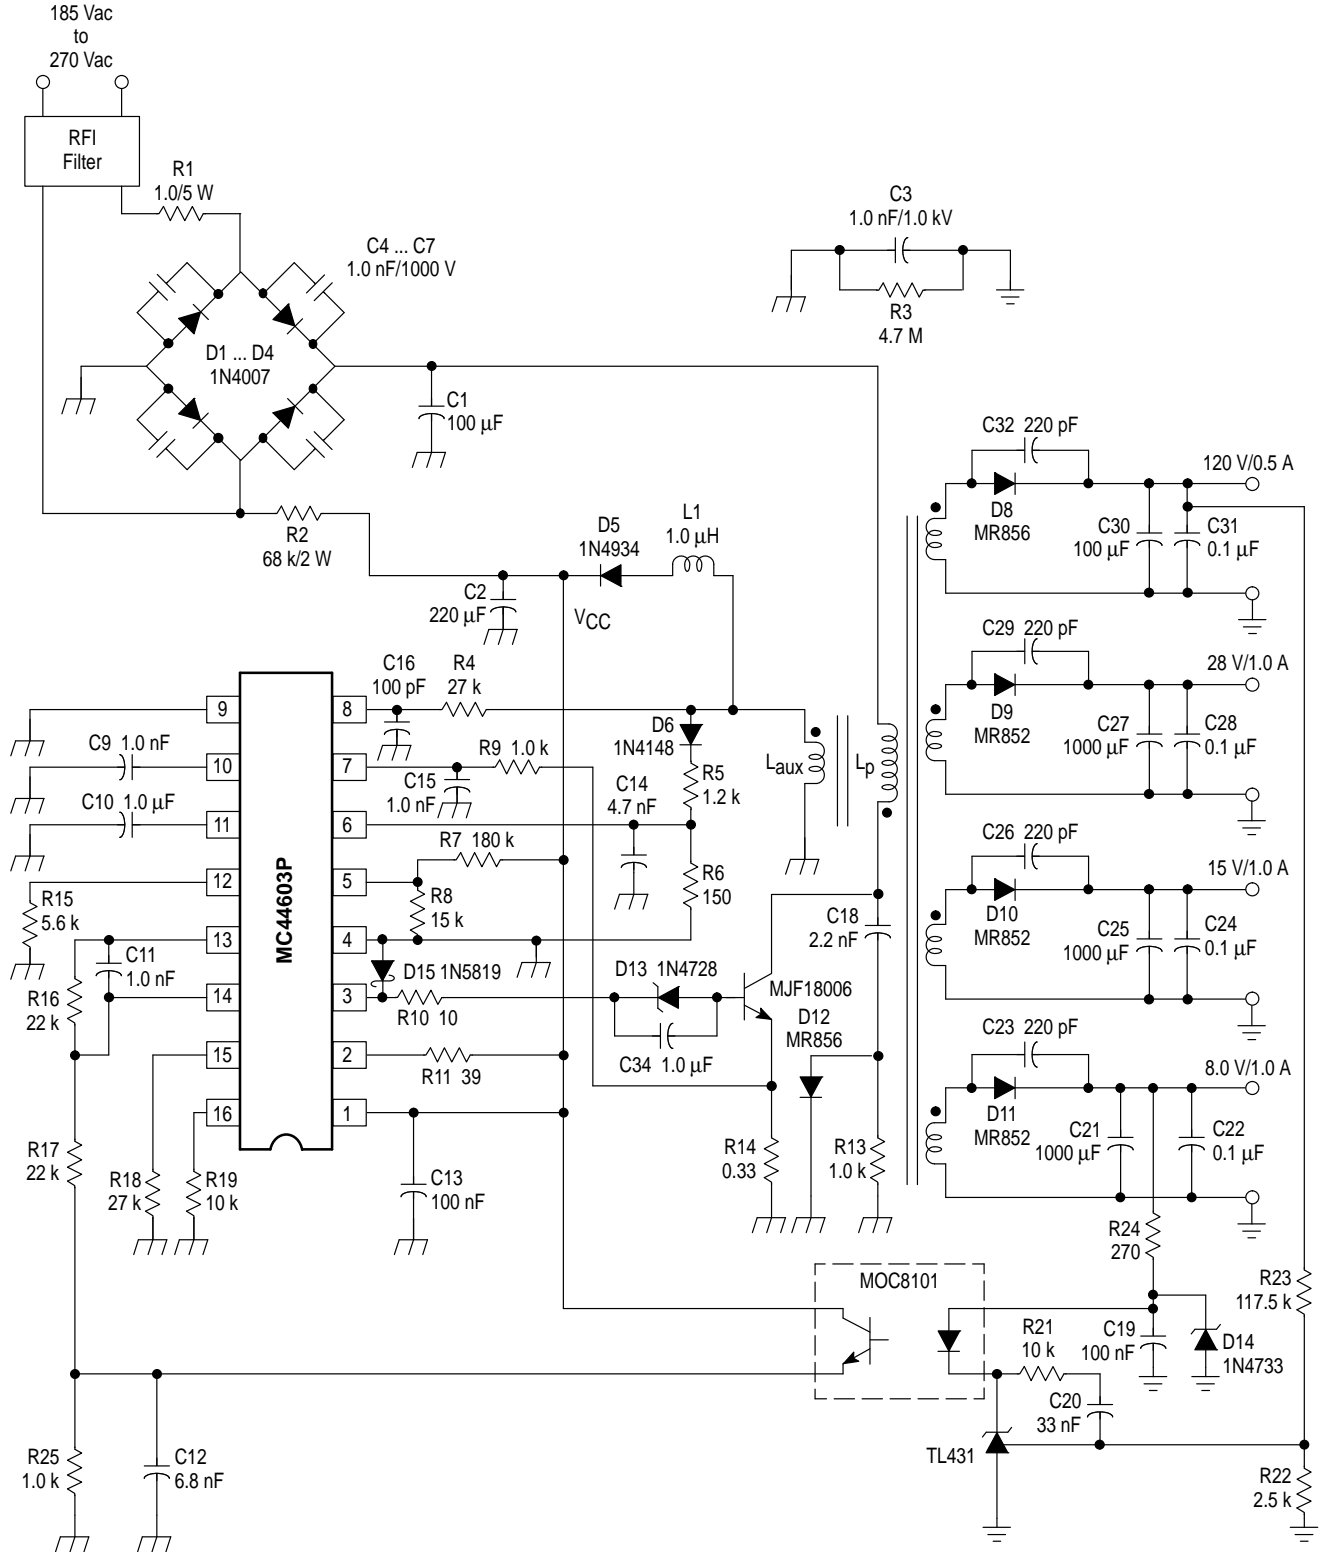 185 Vac
to
270 Vac
RFI
Filter
R1
1.0/5 W
C4 ... C7
1.0 nF/1000 V
C3
1.0 nF/1.0 kV
R3
4.7 M
D1 ... D4
1N4007
C1
100 µF
R2
68 k/2 W
D5
1N4934
L1
1.0 µH
C2
220 µF
VCC
C32 220 pF
120 V/0.5 A
D8
MR856
C30
100 µF
C31
0.1 µF
C29 220 pF
28 V/1.0 A
D9
MR852
C27
1000 µF
C28
0.1 µF
C26 220 pF
15 V/1.0 A
D10
MR852
C25
1000 µF
C24
0.1 µF
C23 220 pF
8.0 V/1.0 A
D11
MR852
C21
1000 µF
C22
0.1 µF
MC44603P
9
10
11
12
13
14
15
16
8
7
6
5
4
3
2
1
C9 1.0 nF
C10 1.0 µF
R15
5.6 k
C11
1.0 nF
R16
22 k
R17
22 k
R18
27 k
R19
10 k
C16
100 pF
R4
27 k
D6
1N4148
R9 1.0 k
C15
1.0 nF
C14
4.7 nF
R5
1.2 k
Laux
Lp
R7 180 k
R8
15 k
R6
150
C18
2.2 nF
D15 1N5819
R10 10
D13 1N4728
C34 1.0 µF
MJF18006
D12
MR856
R11 39
C13
100 nF
R14
0.33
R13
1.0 k
R24
270
MOC8101
R21
10 k
C19
100 nF
D14
1N4733
R23
117.5 k
C20
33 nF
TL431
R22
2.5 k
R25
1.0 k
C12
6.8 nF